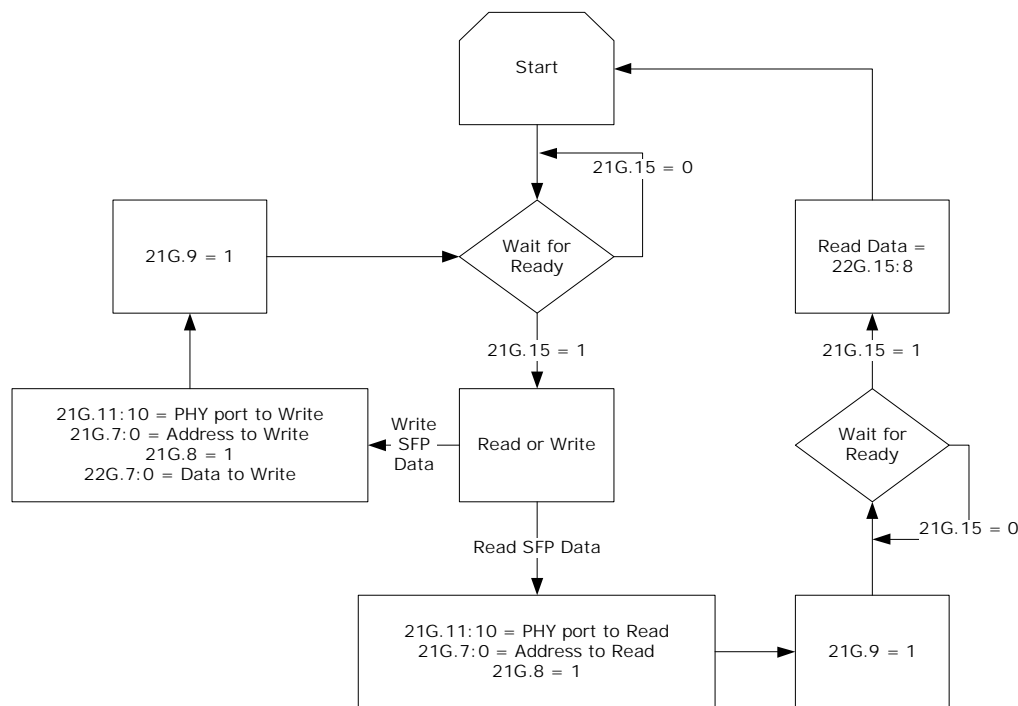 Start
21G.15 = 0
Wait for
Ready
21G.9 = 1
Read Data =
22G.15:8
21G.15 = 1
21G.15 = 1
21G.11:10 = PHY port to Write
21G.7:0 = Address to Write
21G.8 = 1
22G.7:0 = Data to Write
Write
SFP
Data
Read or Write
Wait for
Ready
21G.15 = 0
Read SFP Data
21G.11:10 = PHY port to Read
21G.7:0 = Address to Read
21G.8 = 1
21G.9 = 1